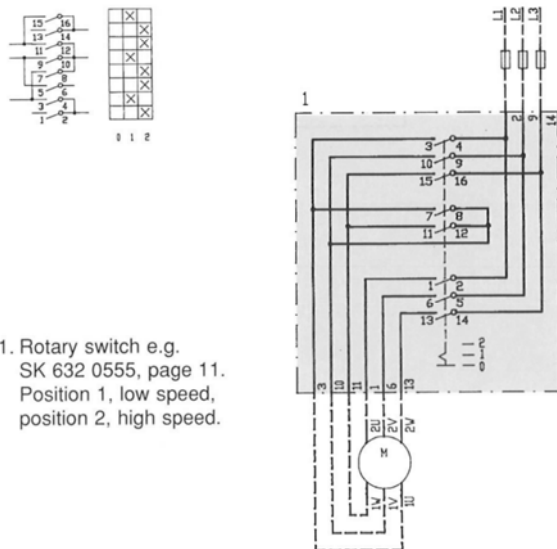 15 16
13 14
11 12
9 10
7 8
5 6
3 4
1 2
0 1 2
L1 L2 L3
1
2 9 14
3 4
10 9
15 16
7 8
11 12
1 2
6 5
13 14
2
1
0
3 10 11 1 6 13
2U 2V 2W
M
1W 1V 1U
1. Rotary switch e.g.
SK 632 0555, page 11.
Position 1, low speed,
position 2, high speed.